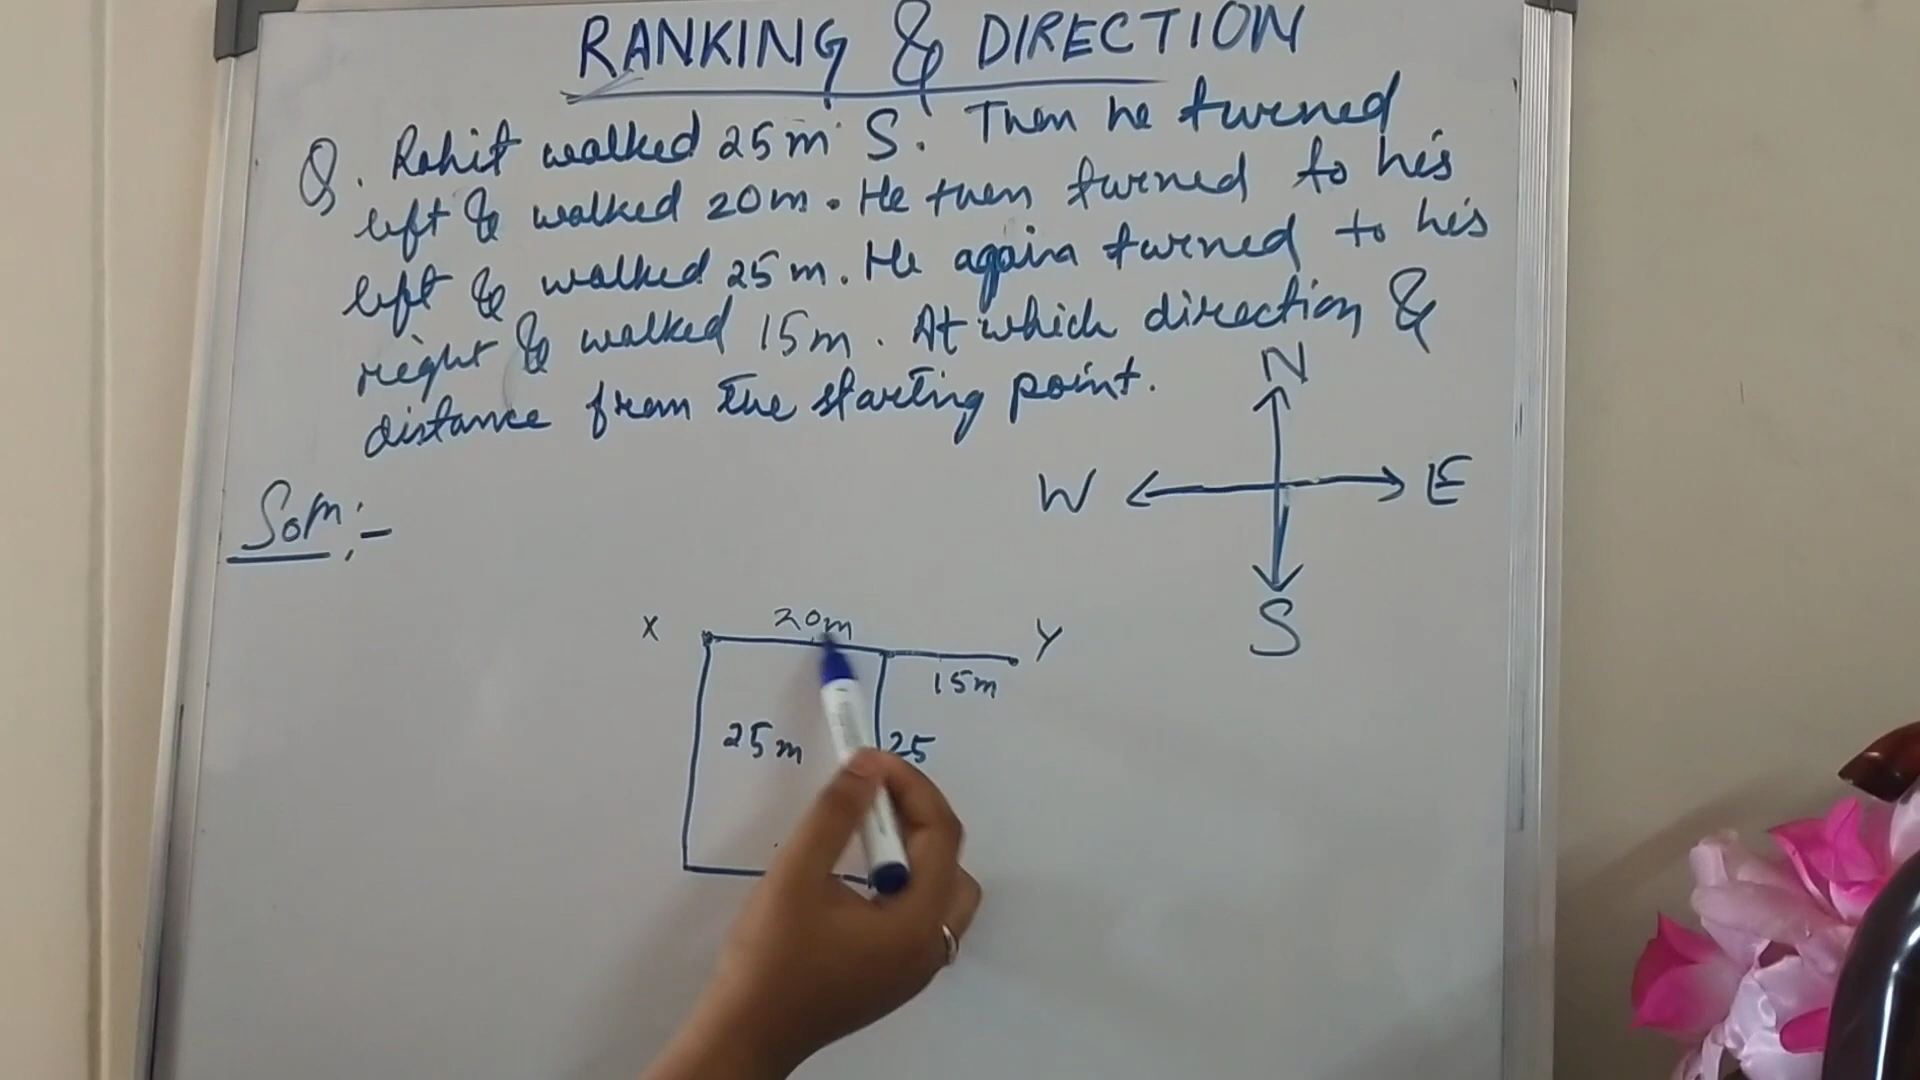 RANKING & DIRECTION
Q. Rohit walked 25m S. Then he turned
left & walked 20m. He then turned to his
left & walked 25m. He again turned to his
right & walked 15m. At which direction &
distance from the starting point.
N
W E
Soln:-
S
X 20m Y
15m
25m 25